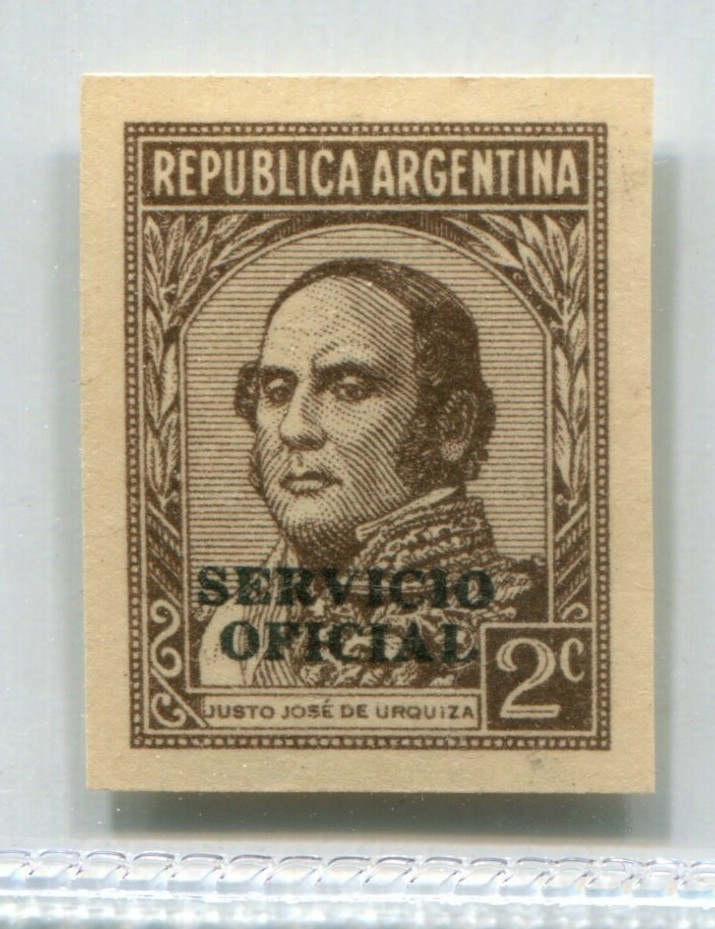 REPUBLICA ARGENTINA
SERVICIO
OFICIAL
2c
JUSTO JOSÉ DE URQUIZA